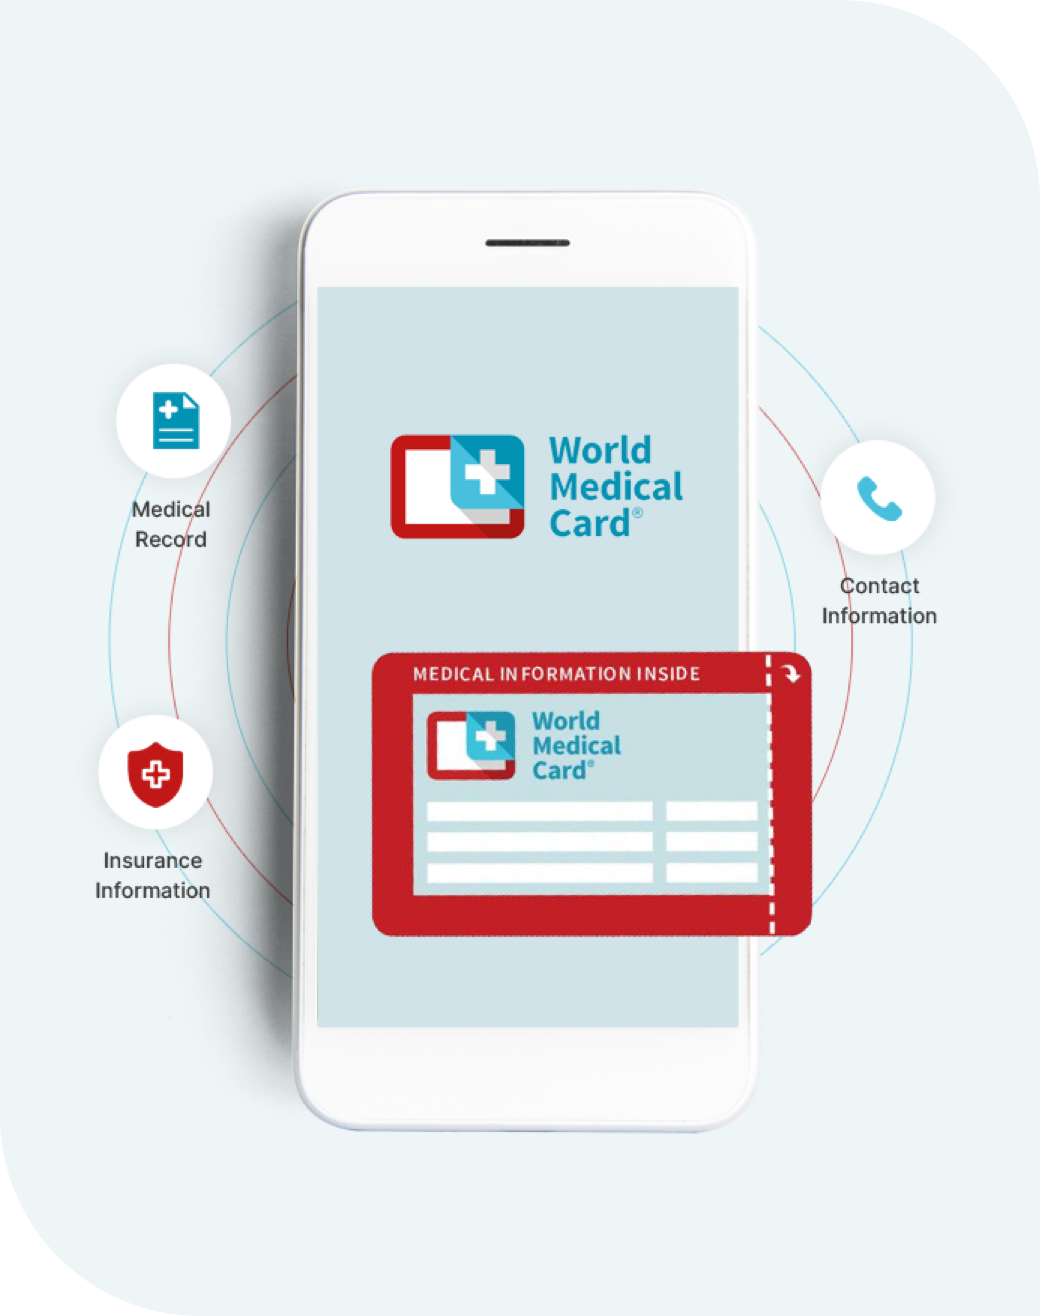 World
Medical
Card®
Medical
Record
Contact
Information
MEDICAL INFORMATION INSIDE
World
Medical
Card®
Insurance
Information